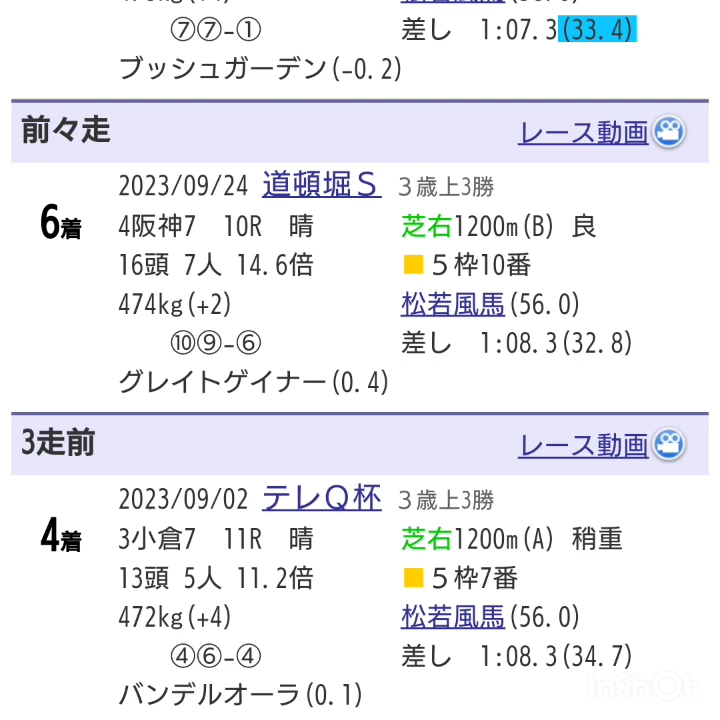 ⑦⑦-① 差し 1:07.3(33.4)
ブッシュガーデン(-0.2)
前々走 レース動画
2023/09/24 道頓堀S 3歳上3勝
6着 4阪神7 10R 晴 芝右1200m(B) 良
16頭 7人 14.6倍 5枠10番
474kg(+2) 松若風馬(56.0)
⑩⑨-⑥ 差し 1:08.3(32.8)
グレイトゲイナー(0.4)
3走前 レース動画
2023/09/02 テレQ杯 3歳上3勝
4着 3小倉7 11R 晴 芝右1200m(A) 稍重
13頭 5人 11.2倍 5枠7番
472kg(+4) 松若風馬(56.0)
④⑥-④ 差し 1:08.3(34.7)
バンデルオーラ(0.1)
InShOt